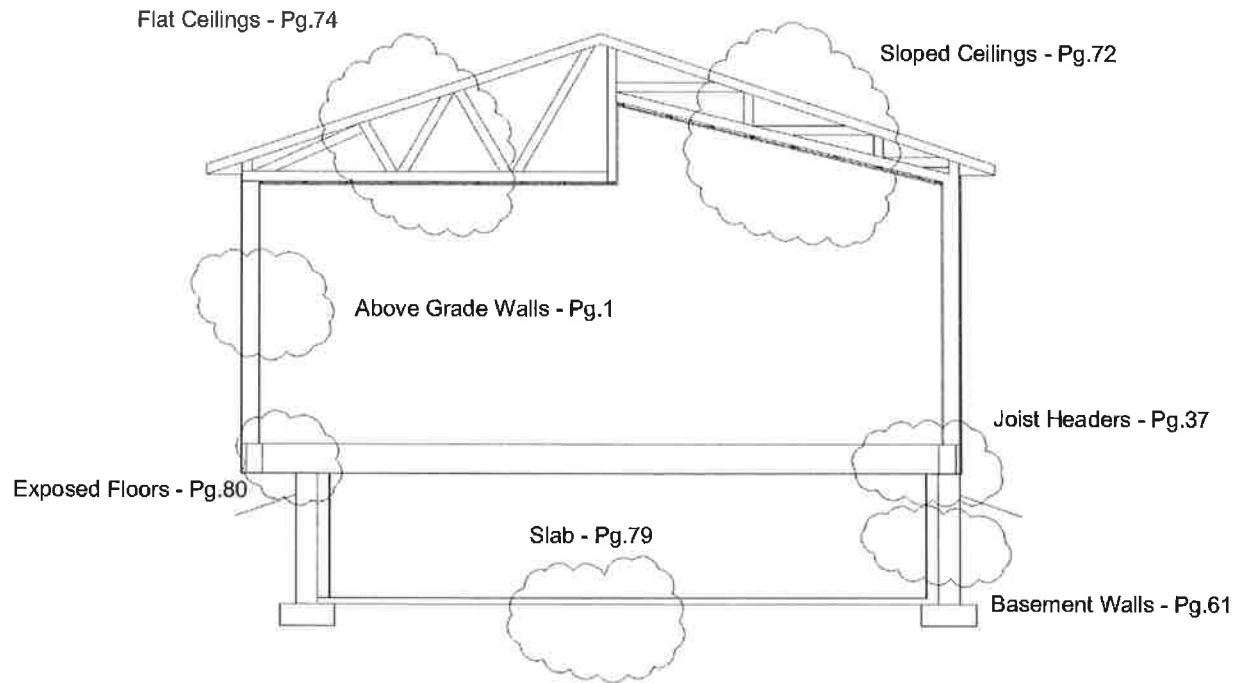 Flat Ceilings - Pg.74
Sloped Ceilings - Pg.72
Above Grade Walls - Pg.1
Joist Headers - Pg.37
Exposed Floors - Pg.80
Slab - Pg.79
Basement Walls - Pg.61